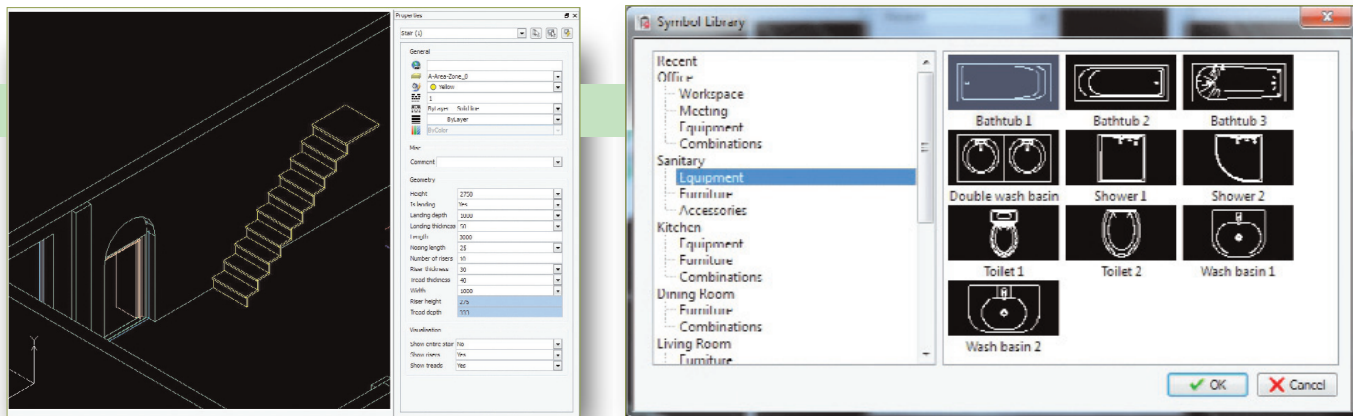 Properties
Stair (1)
General
A-Area-Zone_0
Yellow
1
ByLayer Solid line
ByLayer
ByColor
Misc
Comment
Geometry
Height 2750
Is landing Yes
Landing depth 1000
Landing thickness 50
Length 3000
Nosing length 25
Number of risers 10
Riser thickness 30
Tread thickness 40
Width 1000
Riser height 275
Tread depth 333
Visualisation
Show entire stair No
Show risers Yes
Show treads Yes
Y
Symbol Library
Recent
Office
Workspace
Meeting
Equipment
Combinations
Sanitary
Equipment
Furniture
Accessories
Kitchen
Equipment
Furniture
Combinations
Dining Room
Furniture
Combinations
Living Room
Furniture
Bathtub 1 Bathtub 2 Bathtub 3
Double wash basin Shower 1 Shower 2
Toilet 1 Toilet 2 Wash basin 1
Wash basin 2
OK Cancel